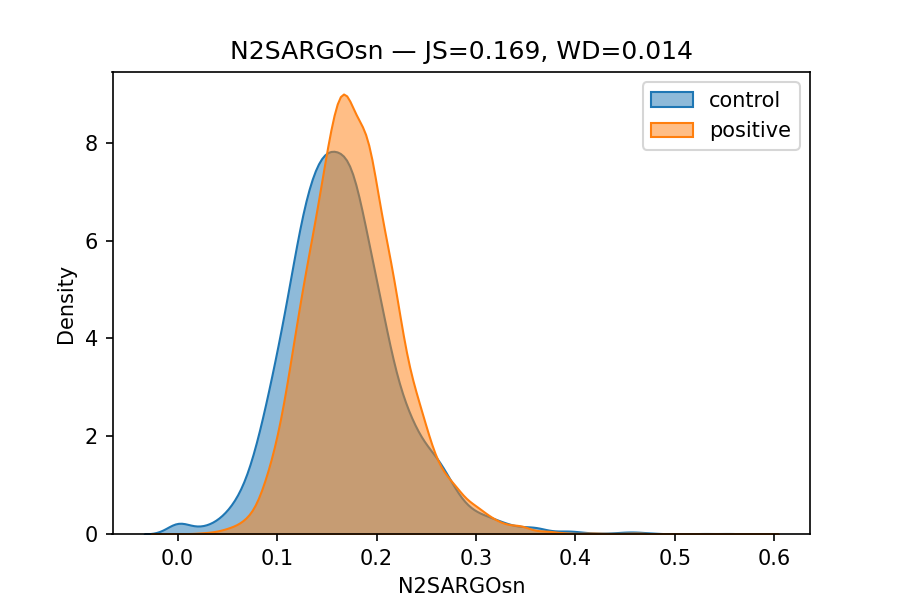 N2SARGOsn — JS=0.169, WD=0.014
control
positive
Density
8
6
4
2
0
0.0 0.1 0.2 0.3 0.4 0.5 0.6
N2SARGOsn